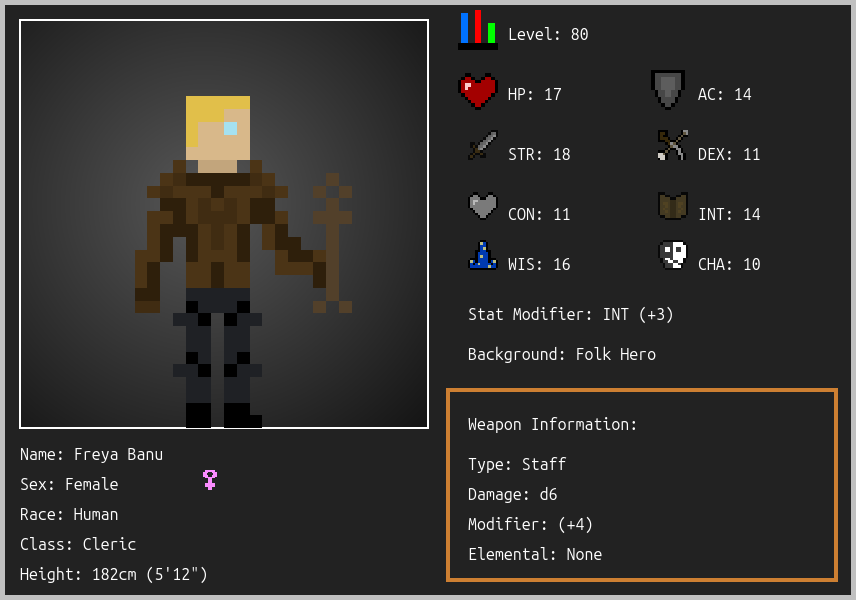 Level: 80
HP: 17
AC: 14
STR: 18
DEX: 11
CON: 11
INT: 14
WIS: 16
CHA: 10
Stat Modifier: INT (+3)
Background: Folk Hero
Weapon Information:
Type: Staff
Damage: d6
Modifier: (+4)
Elemental: None
Name: Freya Banu
Sex: Female
Race: Human
Class: Cleric
Height: 182cm (5'12")